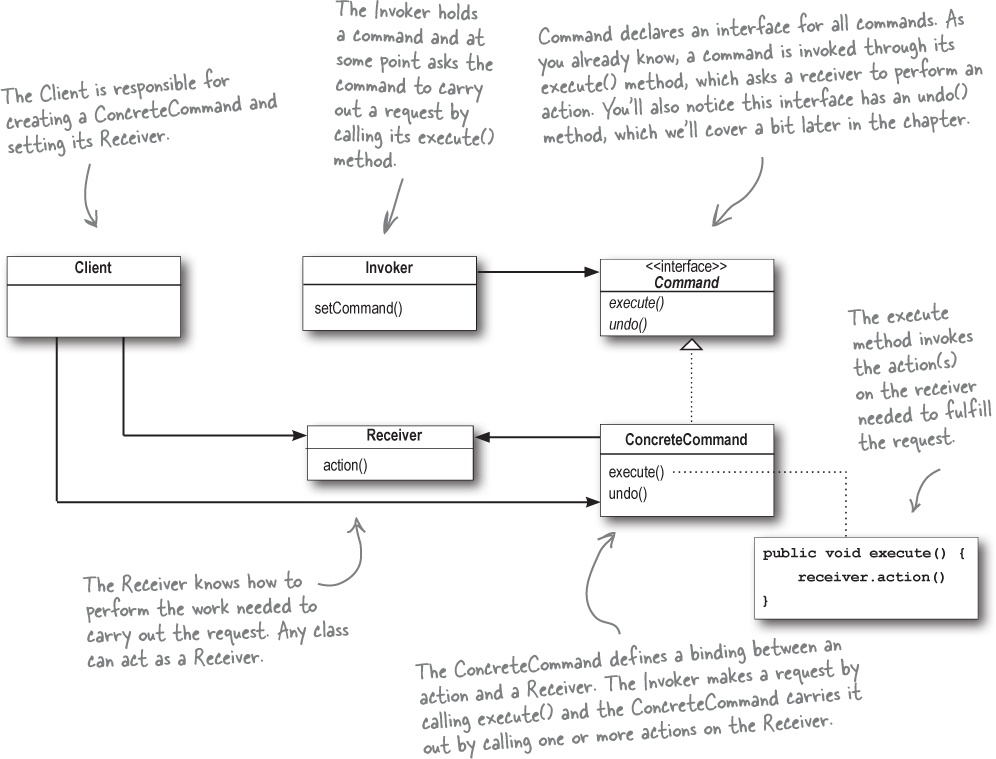 The Client is responsible for
creating a ConcreteCommand and
setting its Receiver.
The Invoker holds
a command and at
some point asks the
command to carry
out a request by
calling its execute()
method.
Command declares an interface for all commands. As
you already know, a command is invoked through its
execute() method, which asks a receiver to perform an
action. You'll also notice this interface has an undo()
method, which we'll cover a bit later in the chapter.
Client
Invoker
setCommand()
<<interface>>
Command
execute()
undo()
The execute
method invokes
the action(s)
on the receiver
needed to fulfill
the request.
Receiver
action()
ConcreteCommand
execute()
undo()
public void execute() {
receiver.action()
}
The Receiver knows how to
perform the work needed to
carry out the request. Any class
can act as a Receiver.
The ConcreteCommand defines a binding between an
action and a Receiver. The Invoker makes a request by
calling execute() and the ConcreteCommand carries it
out by calling one or more actions on the Receiver.